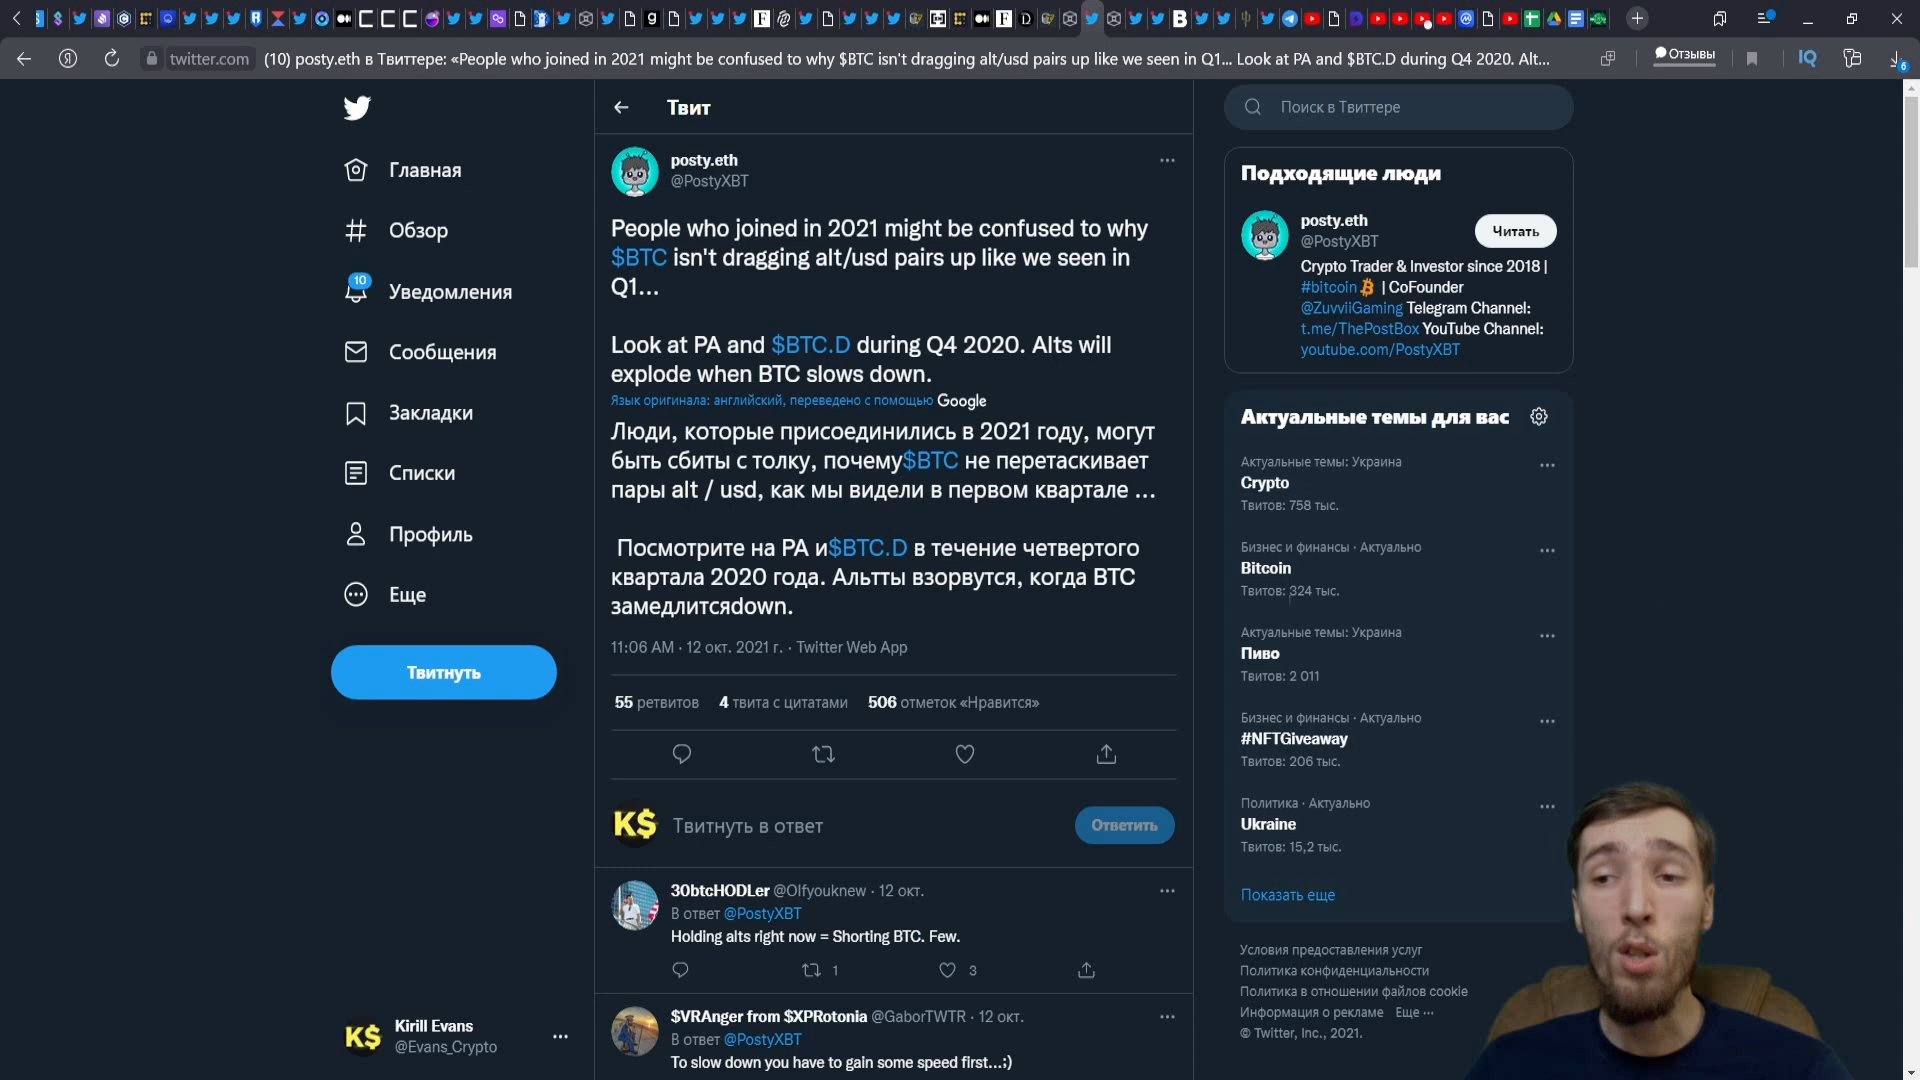 twitter.com
(10) posty.eth в Твиттере: «People who joined in 2021 might be confused to why $BTC isn't dragging alt/usd pairs up like we seen in Q1... Look at PA and $BTC.D during Q4 2020. Alt...
Отзывы
IQ
6
Главная
Обзор
10
Уведомления
Сообщения
Закладки
Списки
Профиль
Еще
Твитнуть
K$
Kirill Evans
@Evans_Crypto
Твит
posty.eth
@PostyXBT
People who joined in 2021 might be confused to why
$BTC isn't dragging alt/usd pairs up like we seen in
Q1...
Look at PA and $BTC.D during Q4 2020. Alts will
explode when BTC slows down.
Язык оригинала: английский, переведено с помощью Google
Люди, которые присоединились в 2021 году, могут
быть сбиты с толку, почему$BTC не перетаскивает
пары alt / usd, как мы видели в первом квартале ...
Посмотрите на PA и$BTC.D в течение четвертого
квартала 2020 года. Альтты взорвутся, когда BTC
замедлитсяdown.
11:06 AM · 12 окт. 2021 г. · Twitter Web App
55 ретвитов 4 твита с цитатами 506 отметок «Нравится»
K$
Твитнуть в ответ
Ответить
30btcHODLer @Olfyouknew · 12 окт.
В ответ @PostyXBT
Holding alts right now = Shorting BTC. Few.
1
3
$VRAnger from $XPRotonia @GaborTWTR · 12 окт.
В ответ @PostyXBT
To slow down you have to gain some speed first...;)
Поиск в Твиттере
Подходящие люди
posty.eth
@PostyXBT
Читать
Crypto Trader & Investor since 2018 |
#bitcoin | CoFounder
@ZuvviiGaming Telegram Channel:
t.me/ThePostBox YouTube Channel:
youtube.com/PostyXBT
Актуальные темы для вас
Актуальные темы: Украина
Crypto
Твитов: 758 тыс.
Бизнес и финансы · Актуально
Bitcoin
Твитов: 324 тыс.
Актуальные темы: Украина
Пиво
Твитов: 2 011
Бизнес и финансы · Актуально
#NFTGiveaway
Твитов: 206 тыс.
Политика · Актуально
Ukraine
Твитов: 15,2 тыс.
Показать еще
Условия предоставления услуг
Политика конфиденциальности
Политика в отношении файлов cookie
Информация о рекламе Еще ···
© Twitter, Inc., 2021.